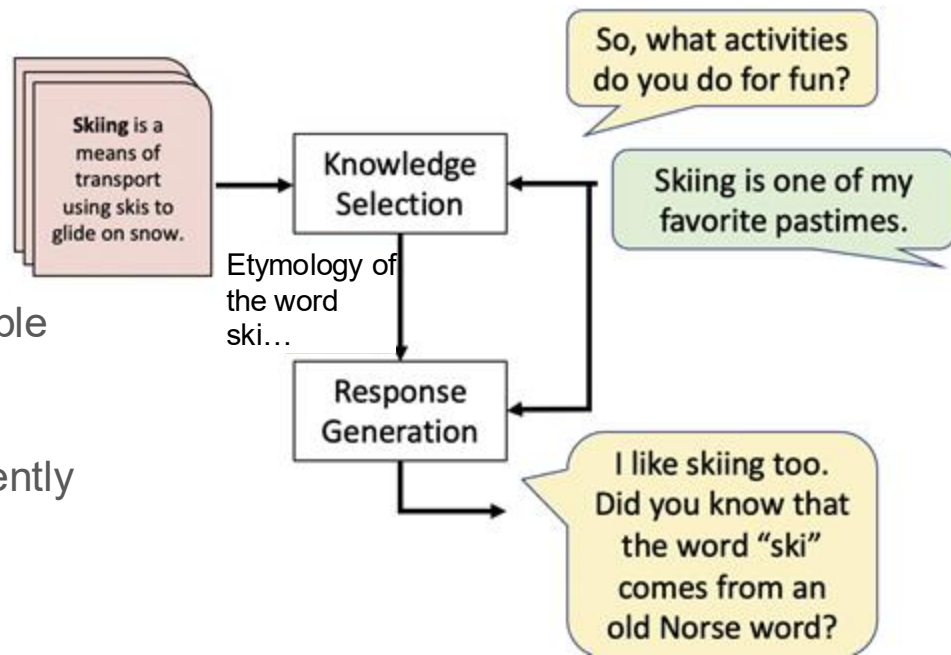 So, what activities
do you do for fun?
Skiing is a
means of
transport
using skis to
glide on snow.
Knowledge
Selection
Skiing is one of my
favorite pastimes.
Etymology of
the word
ski…
Response
Generation
I like skiing too.
Did you know that
the word “ski”
comes from an
old Norse word?